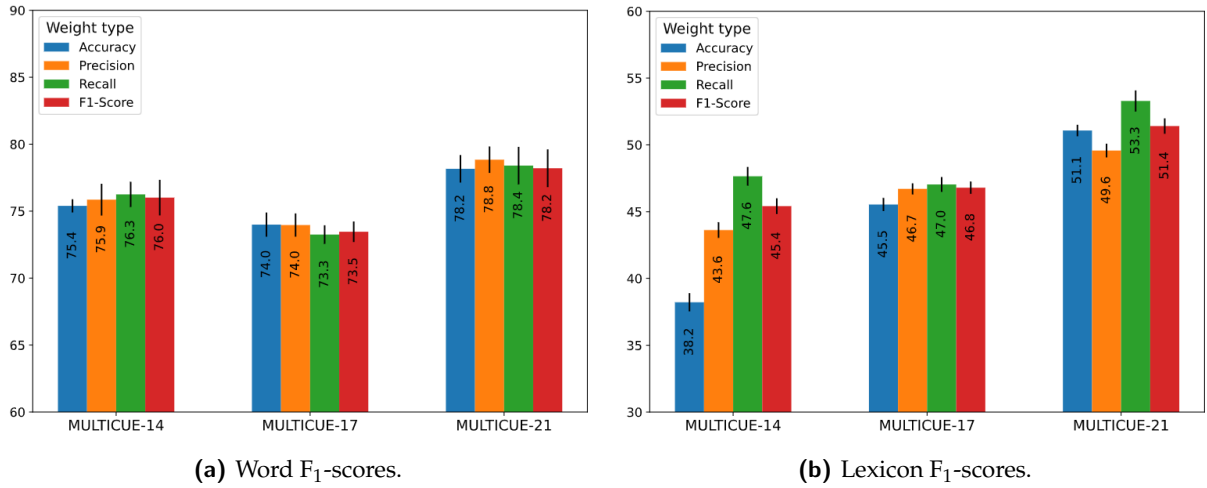 90
85
80
75
70
65
60
Weight type
Accuracy
Precision
Recall
F1-Score
75.4
75.9
76.3
76.0
74.0
74.0
73.3
73.5
78.2
78.8
78.4
78.2
MULTICUE-14 MULTICUE-17 MULTICUE-21
(a) Word F₁-scores.
60
55
50
45
40
35
30
Weight type
Accuracy
Precision
Recall
F1-Score
38.2
43.6
47.6
45.4
45.5
46.7
47.0
46.8
51.1
49.6
53.3
51.4
MULTICUE-14 MULTICUE-17 MULTICUE-21
(b) Lexicon F₁-scores.